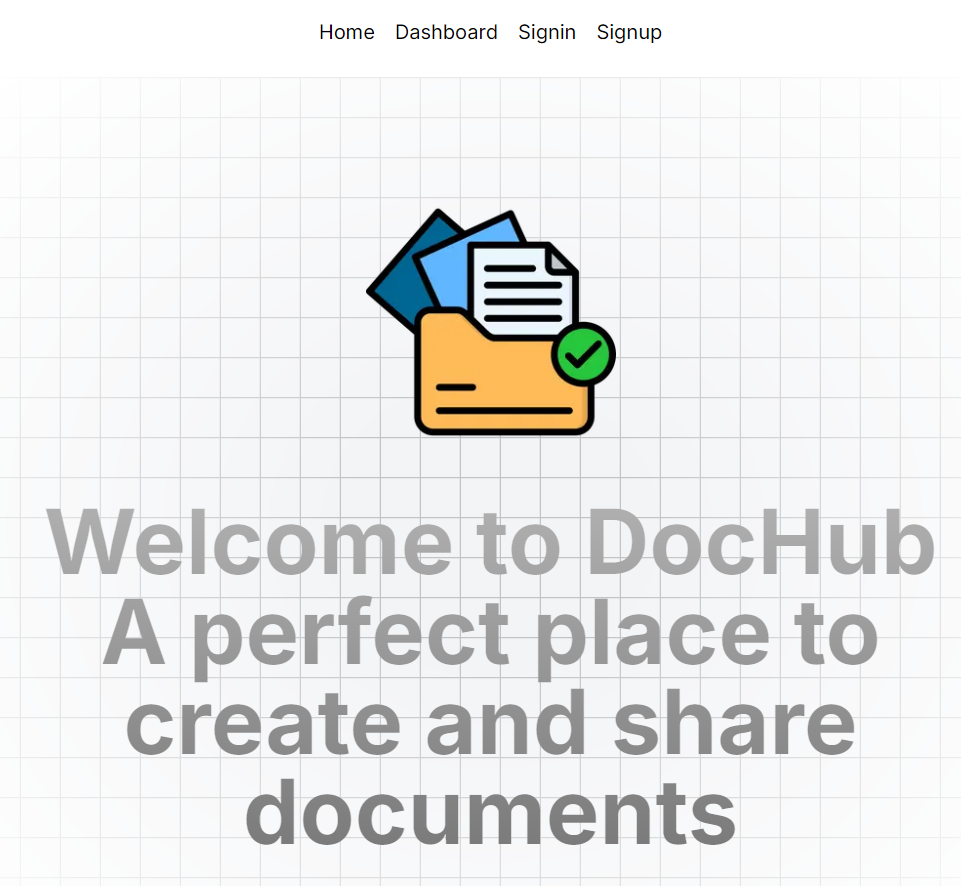 Home Dashboard Signin Signup
Welcome to DocHub
A perfect place to
create and share
documents